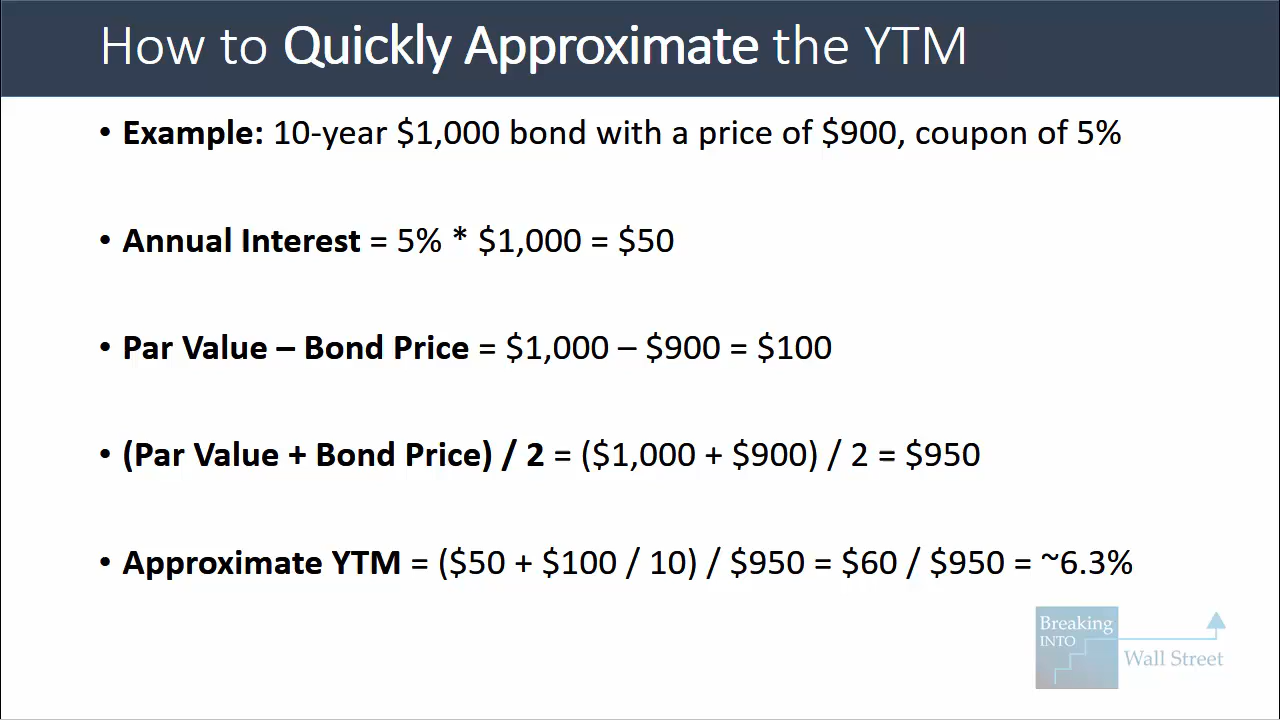 How to Quickly Approximate the YTM
• Example: 10-year $1,000 bond with a price of $900, coupon of 5%
• Annual Interest = 5% * $1,000 = $50
• Par Value – Bond Price = $1,000 – $900 = $100
• (Par Value + Bond Price) / 2 = ($1,000 + $900) / 2 = $950
• Approximate YTM = ($50 + $100 / 10) / $950 = $60 / $950 = ~6.3%
Breaking
INTO
Wall Street